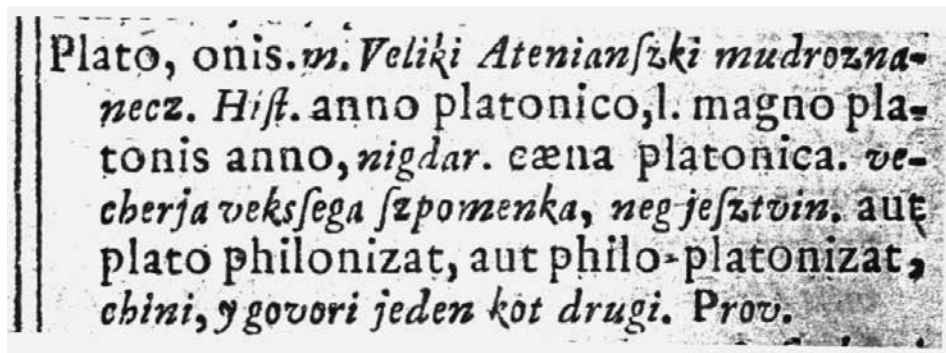 Plato, onis. m. Veliki Atenianſzki mudrozna-
necz. Hiſt. anno platonico, l. magno pla-
tonis anno, nigdar. cæna platonica. ve-
cherja veksſega ſzpomenka, neg jeſztvin. aut
plato philonizat, aut philo-platonizat,
chini, y govori jeden kot drugi. Prov.